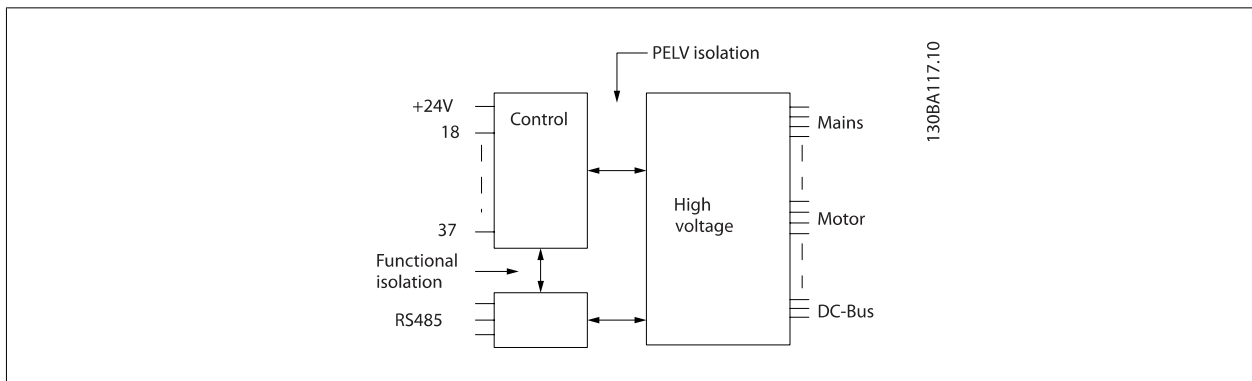 PELV isolation
130BA117.10
+24V
Control
Mains
18
High
voltage
Motor
37
Functional
isolation
RS485
DC-Bus